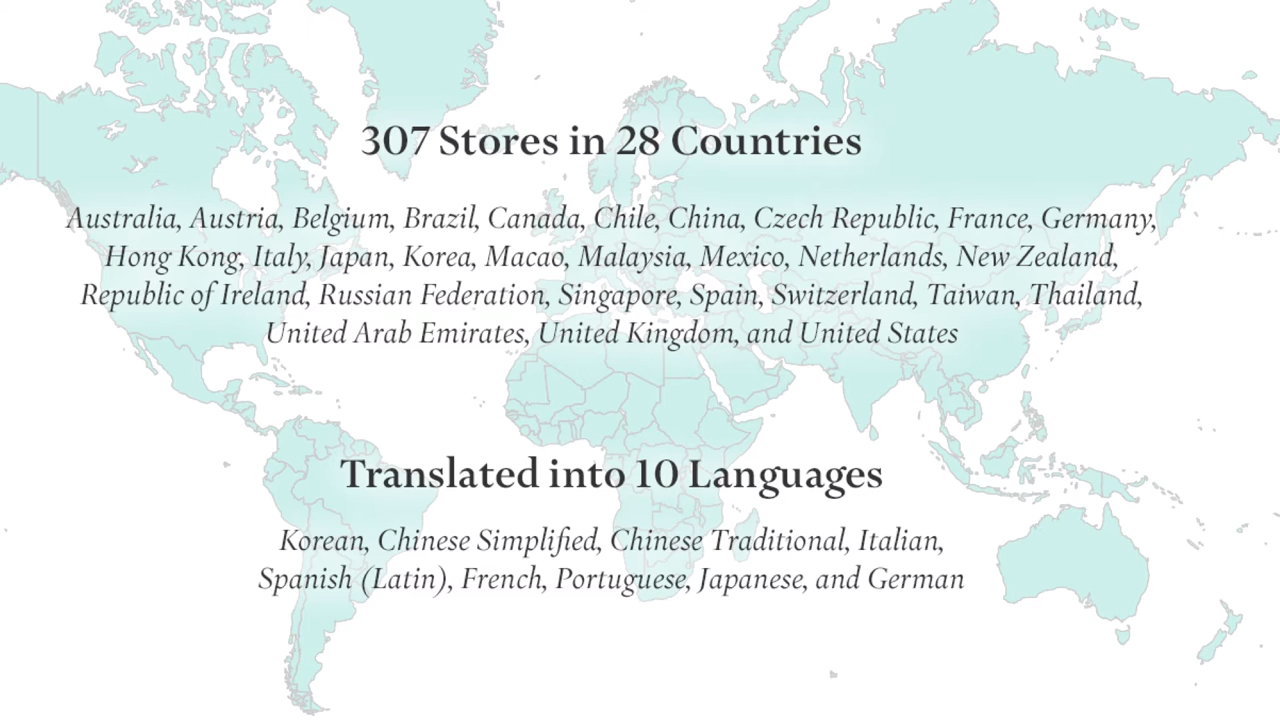 307 Stores in 28 Countries
Australia, Austria, Belgium, Brazil, Canada, Chile, China, Czech Republic, France, Germany,
Hong Kong, Italy, Japan, Korea, Macao, Malaysia, Mexico, Netherlands, New Zealand,
Republic of Ireland, Russian Federation, Singapore, Spain, Switzerland, Taiwan, Thailand,
United Arab Emirates, United Kingdom, and United States
Translated into 10 Languages
Korean, Chinese Simplified, Chinese Traditional, Italian,
Spanish (Latin), French, Portuguese, Japanese, and German